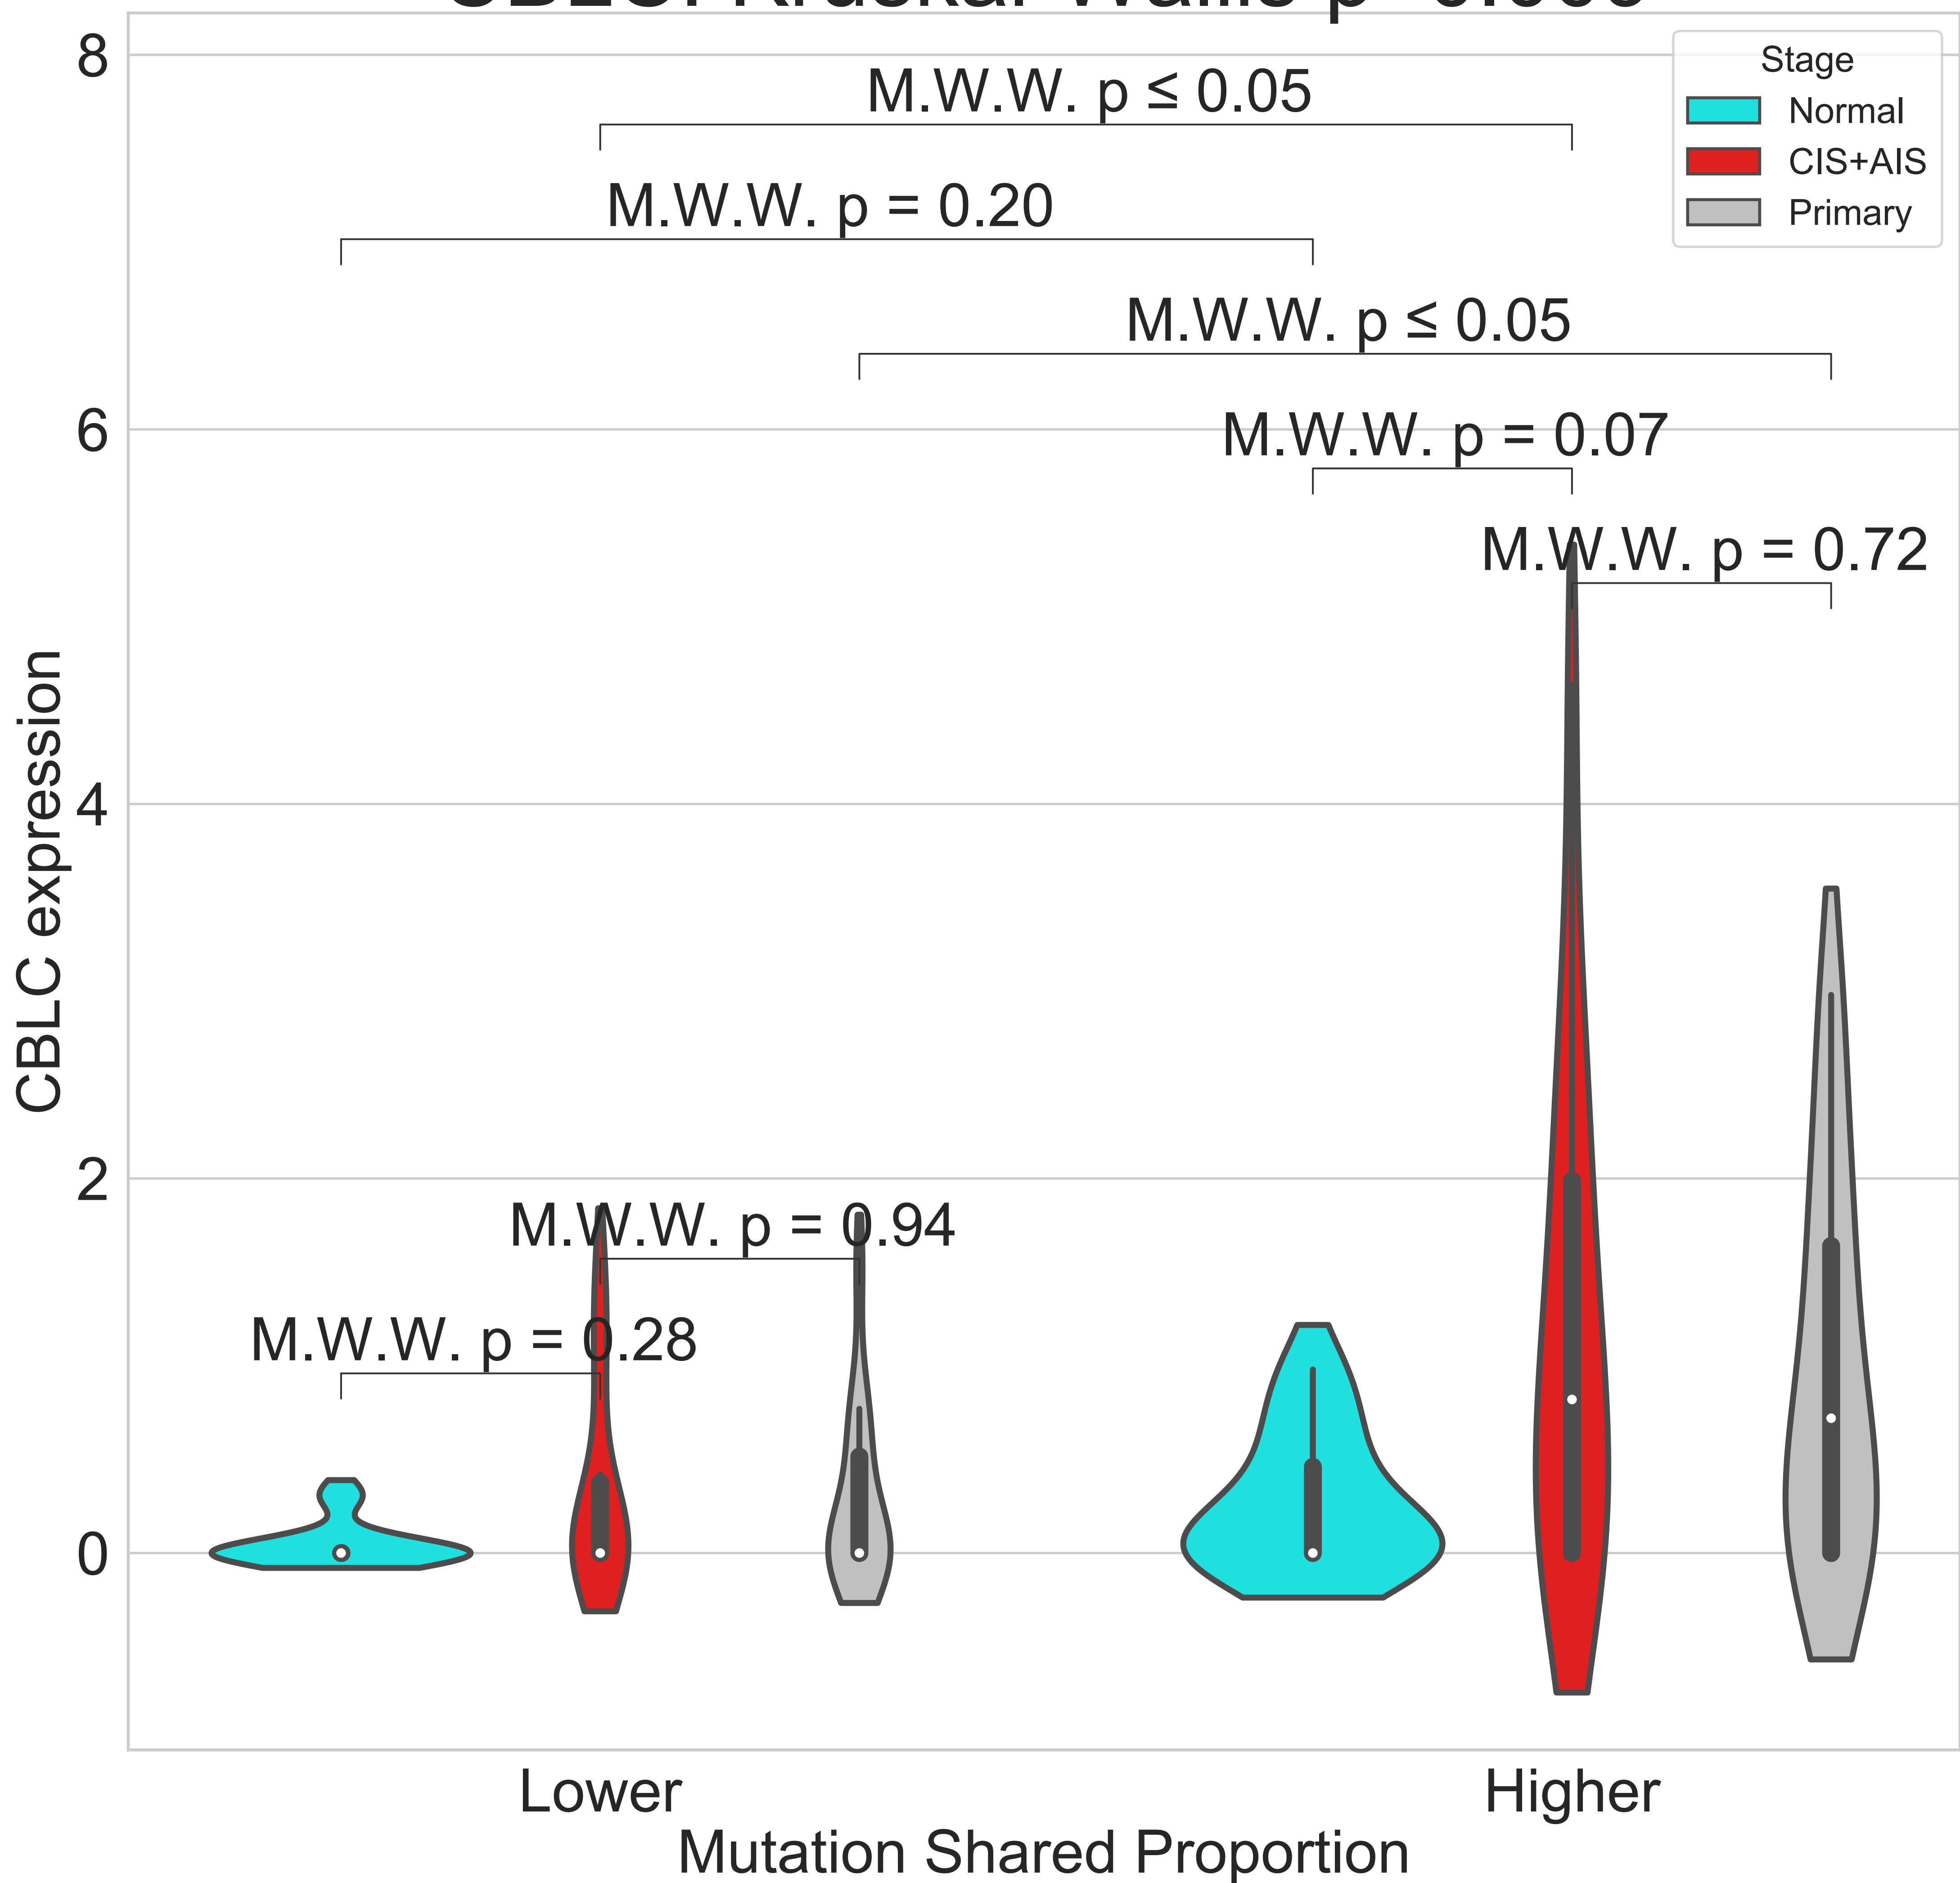 8
Stage
M.W.W. p ≤ 0.05
Normal
CIS+AIS
M.W.W. p = 0.20
Primary
M.W.W. p ≤ 0.05
6
M.W.W. p = 0.07
M.W.W. p = 0.72
CBLC expression
4
2
M.W.W. p = 0.94
M.W.W. p = 0.28
0
Lower
Higher
Mutation Shared Proportion